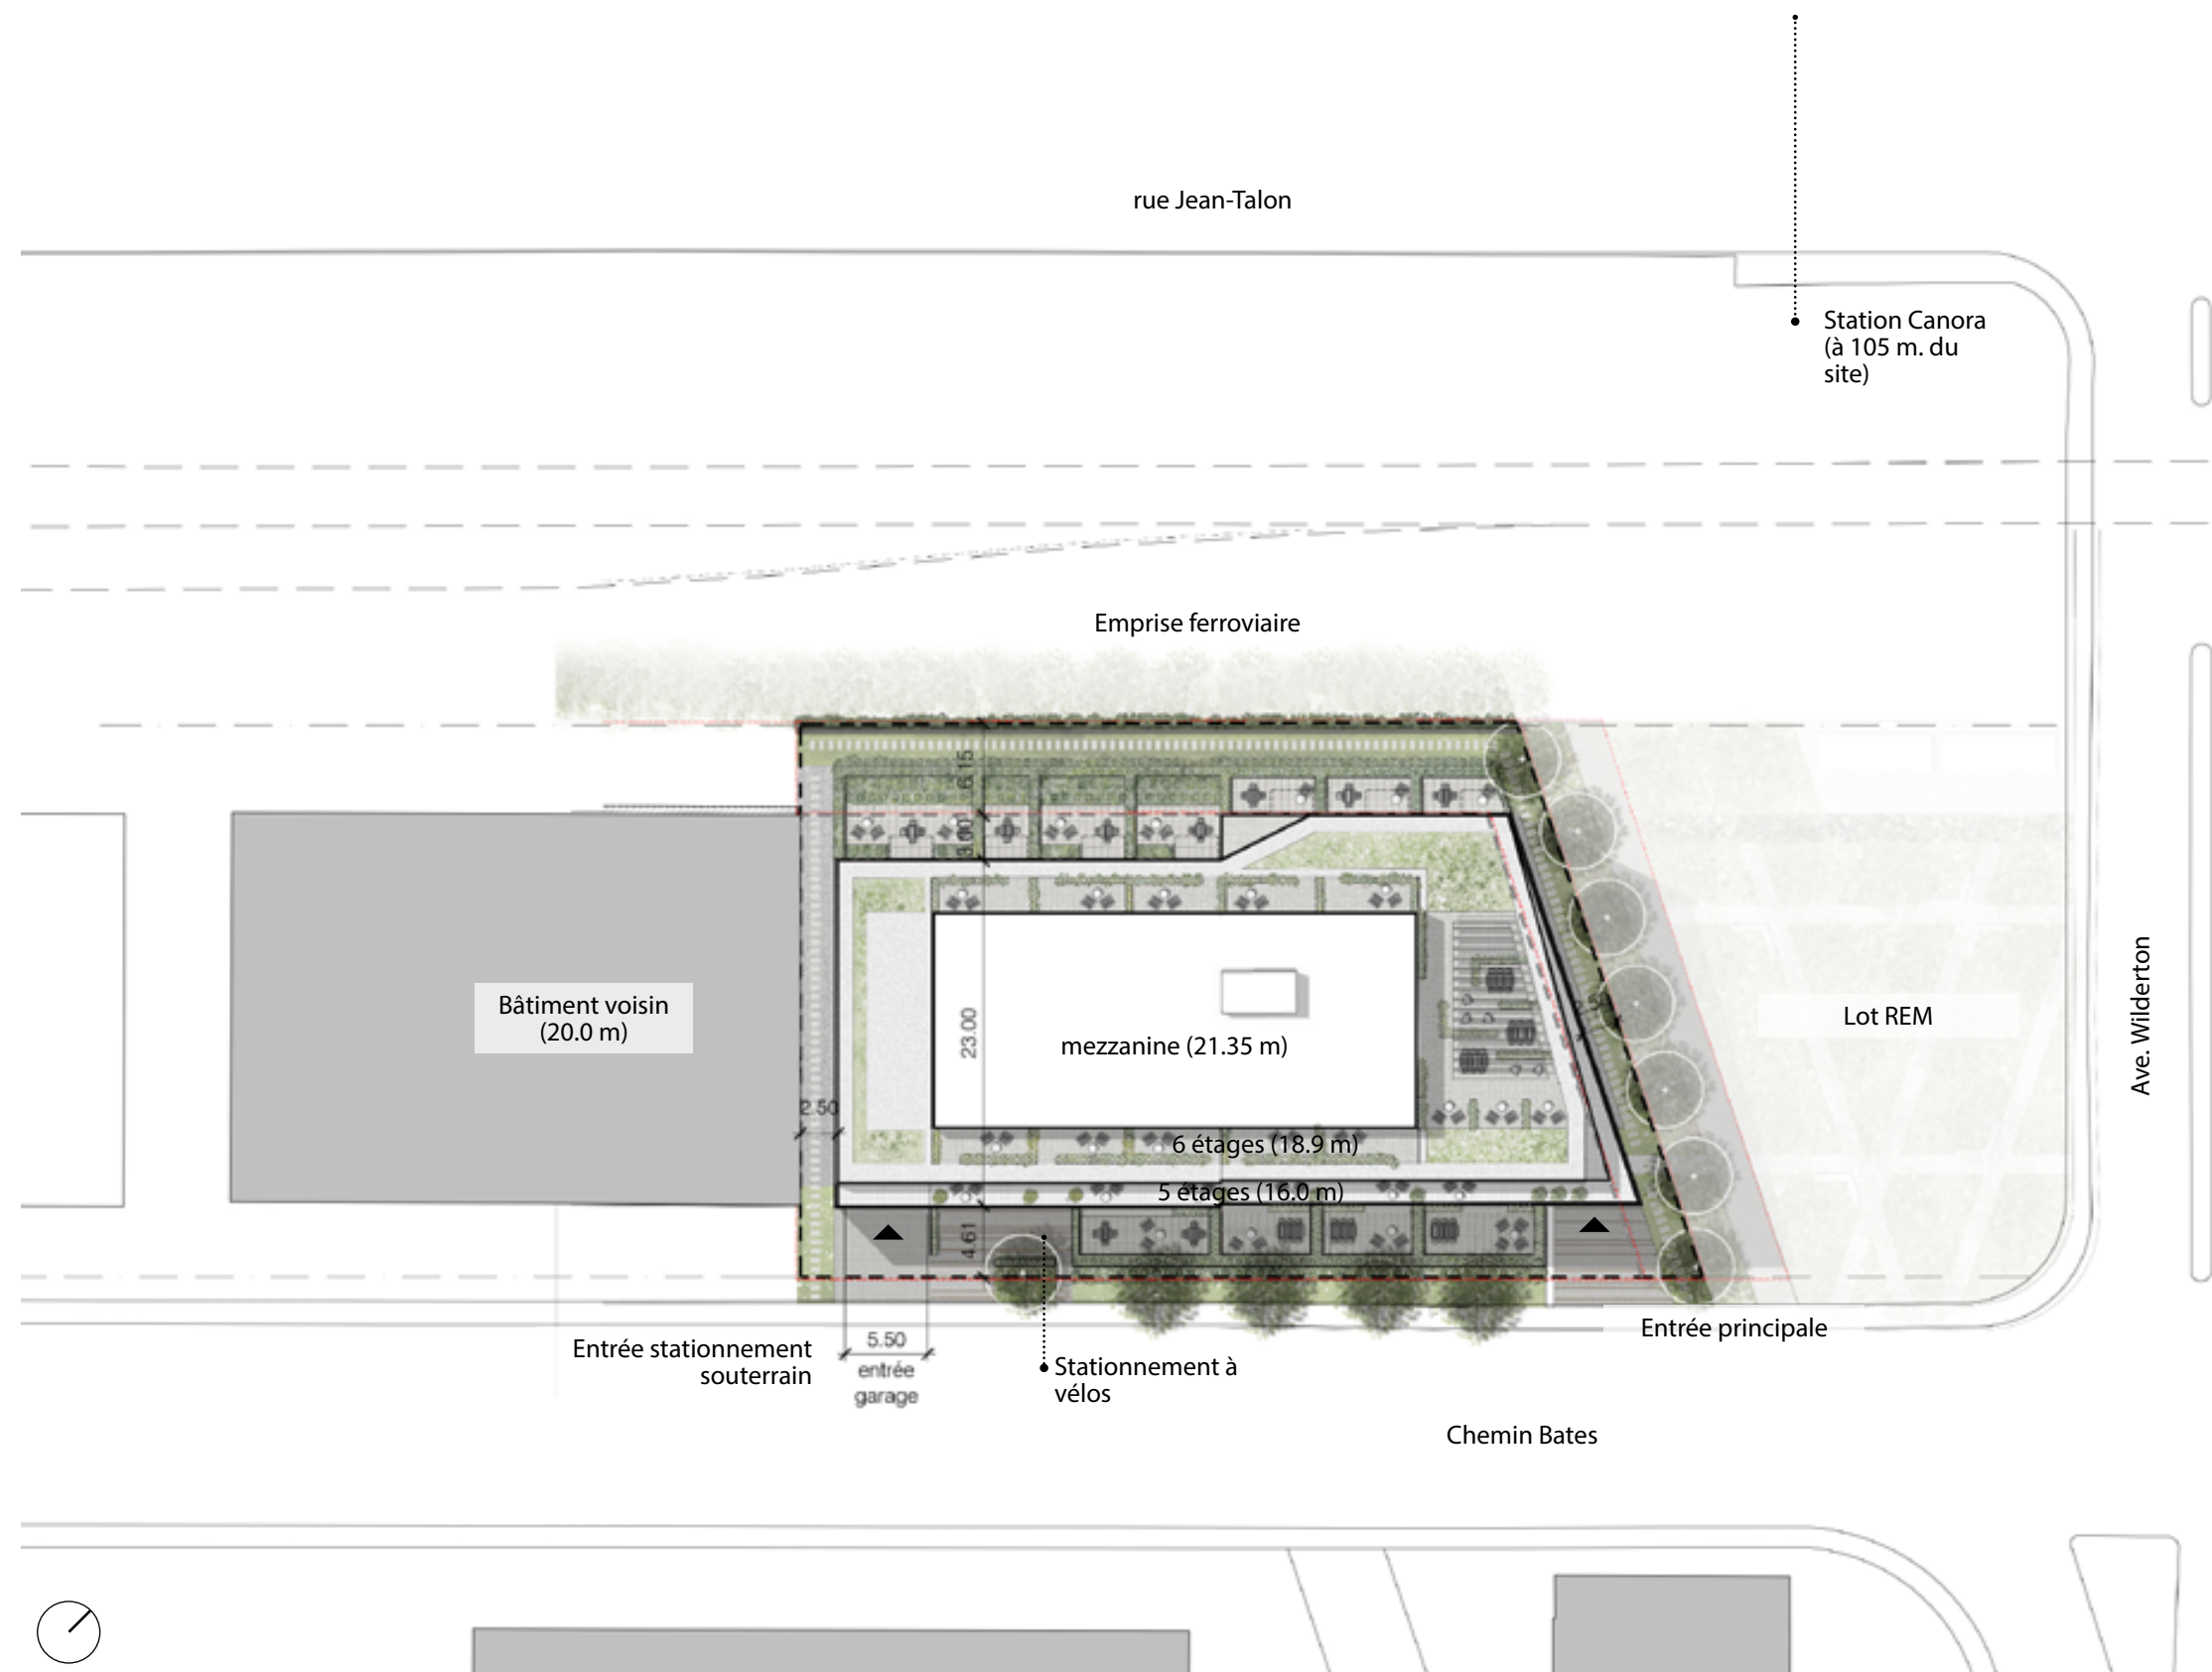 rue Jean-Talon
Station Canora
(à 105 m. du
site)
Emprise ferroviaire
6.15
3.00
Bâtiment voisin
(20.0 m)
23.00
mezzanine (21.35 m)
Lot REM
Ave. Wilderton
2.50
6 étages (18.9 m)
5 étages (16.0 m)
4.61
Entrée principale
5.50
entrée
garage
Entrée stationnement
souterrain
Stationnement à
vélos
Chemin Bates